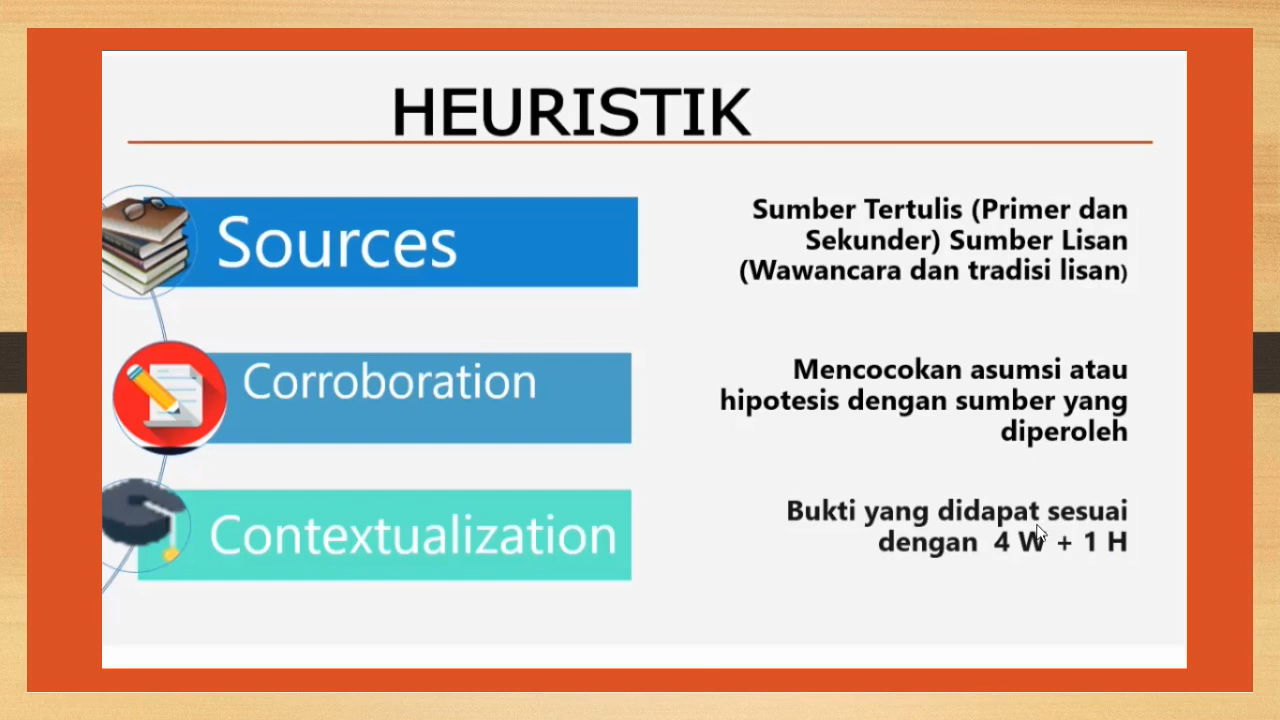 HEURISTIK
Sources
Sumber Tertulis (Primer dan
Sekunder) Sumber Lisan
(Wawancara dan tradisi lisan)
Corroboration
Mencocokan asumsi atau
hipotesis dengan sumber yang
diperoleh
Contextualization
Bukti yang didapat sesuai
dengan 4 W + 1 H